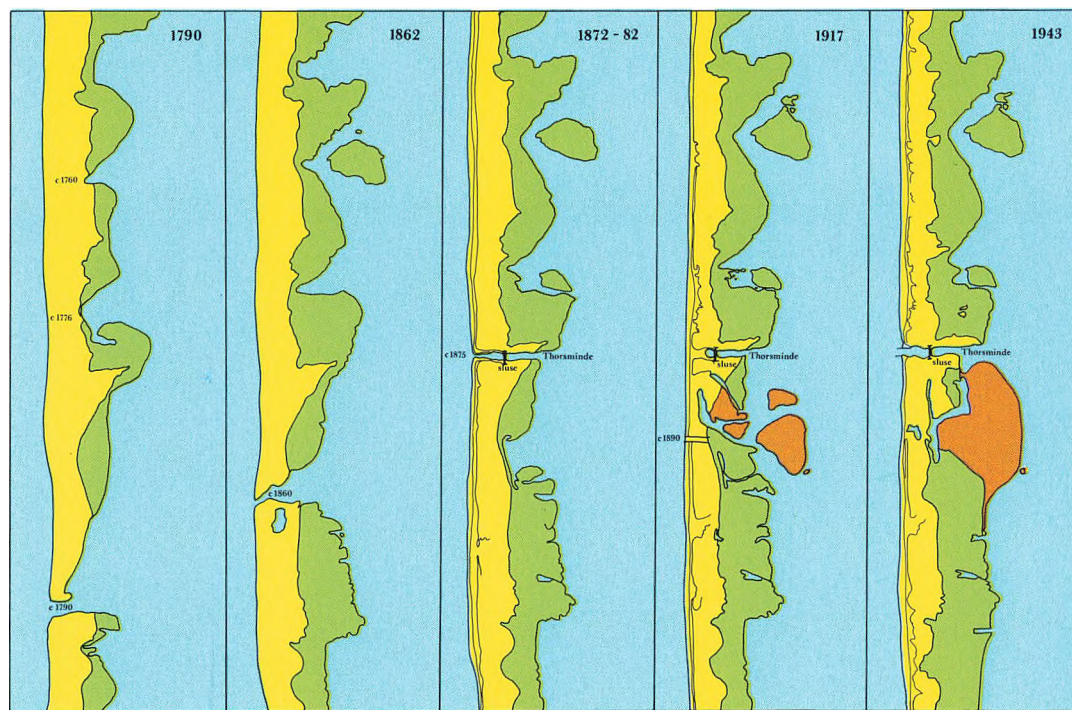 1790
c 1760
c 1776
c 1790
1862
c 1860
1872 - 82
c 1875
Thorsminde
sluse
1917
Thorsminde
sluse
c 1890
1943
Thorsminde
sluse